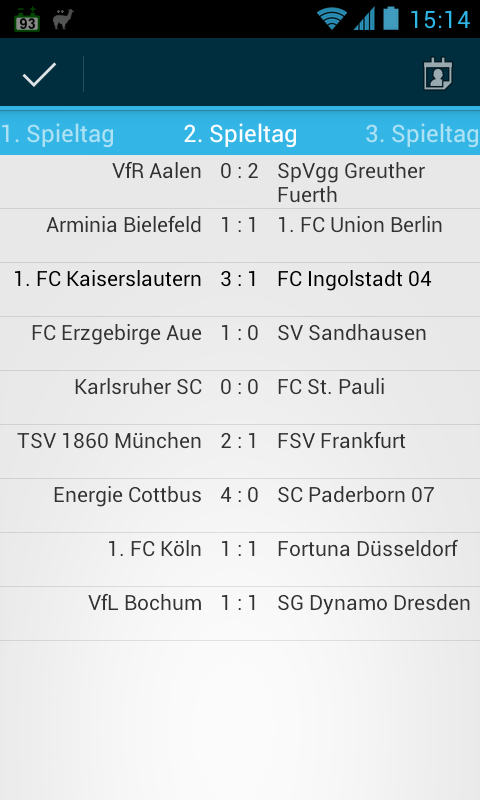 93
15:14
1. Spieltag 2. Spieltag 3. Spieltag
VfR Aalen 0 : 2 SpVgg Greuther
Fuerth
Arminia Bielefeld 1 : 1 1. FC Union Berlin
1. FC Kaiserslautern 3 : 1 FC Ingolstadt 04
FC Erzgebirge Aue 1 : 0 SV Sandhausen
Karlsruher SC 0 : 0 FC St. Pauli
TSV 1860 München 2 : 1 FSV Frankfurt
Energie Cottbus 4 : 0 SC Paderborn 07
1. FC Köln 1 : 1 Fortuna Düsseldorf
VfL Bochum 1 : 1 SG Dynamo Dresden